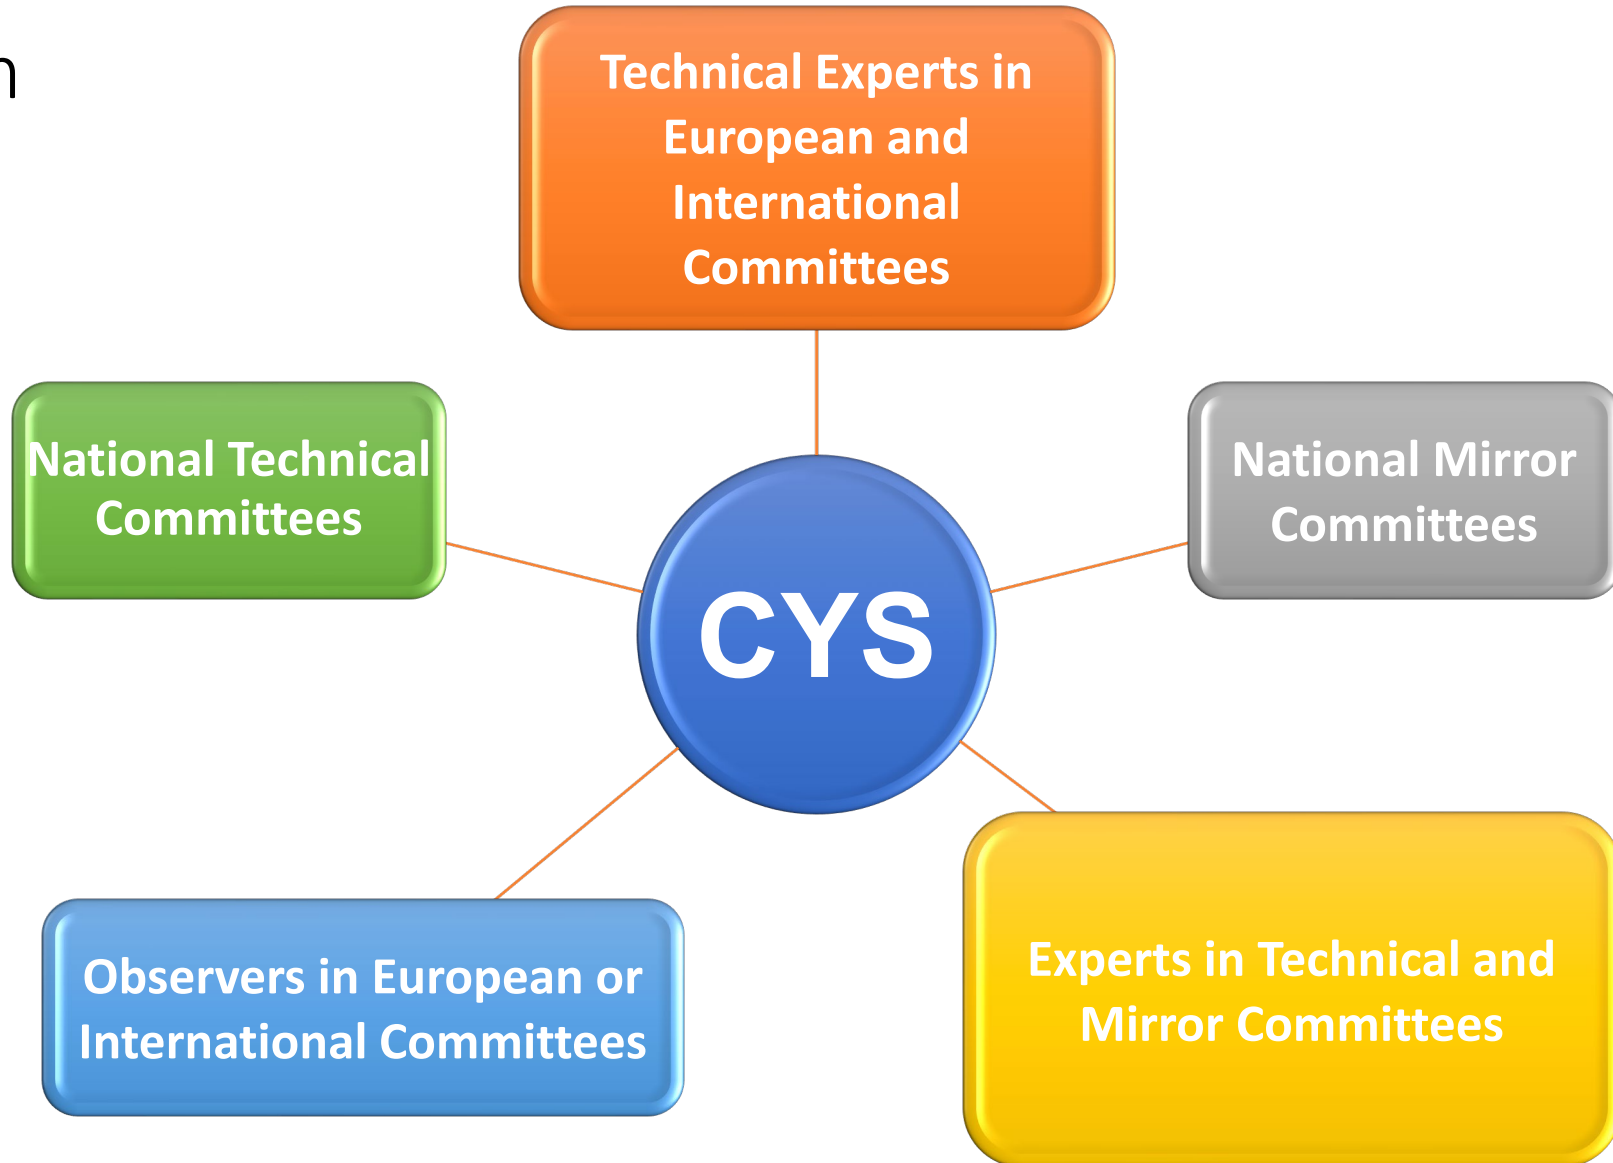 n
Technical Experts in
European and
International
Committees
National Technical
Committees
National Mirror
Committees
CYS
Observers in European or
International Committees
Experts in Technical and
Mirror Committees